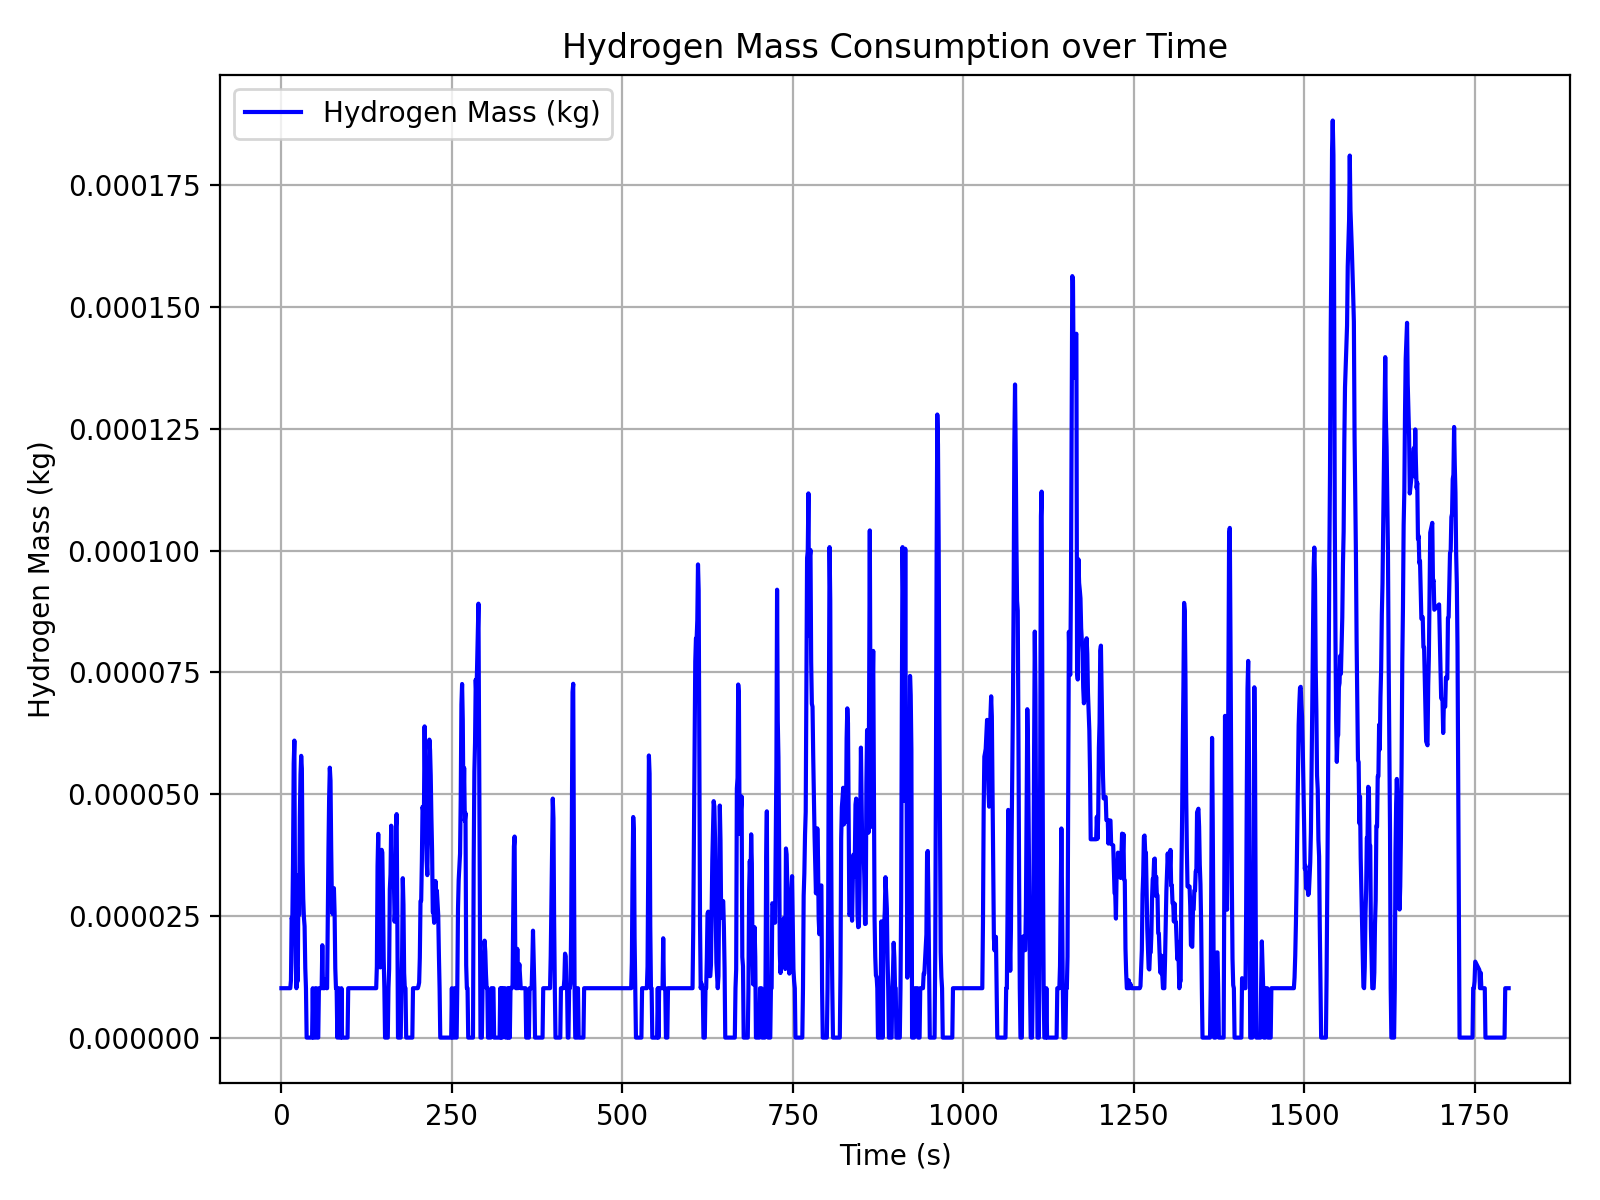 Hydrogen Mass Consumption over Time
Hydrogen Mass (kg)
0.000175
0.000150
0.000125
0.000100
0.000075
0.000050
0.000025
0.000000
Hydrogen Mass (kg)
0 250 500 750 1000 1250 1500 1750
Time (s)